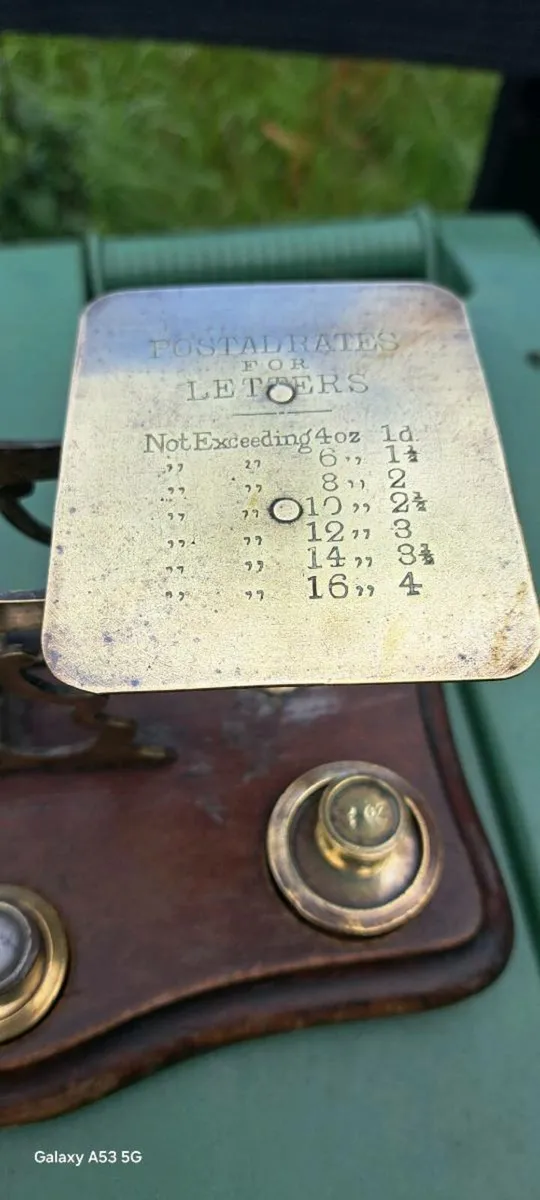 POSTAL RATES
FOR
LETTERS
Not Exceeding 4oz 1d.
,, ,, 6 ,, 1½
,, ,, 8 ,, 2
,, ,, 10 ,, 2½
,, ,, 12 ,, 3
,, ,, 14 ,, 3½
,, ,, 16 ,, 4
OZ
Galaxy A53 5G